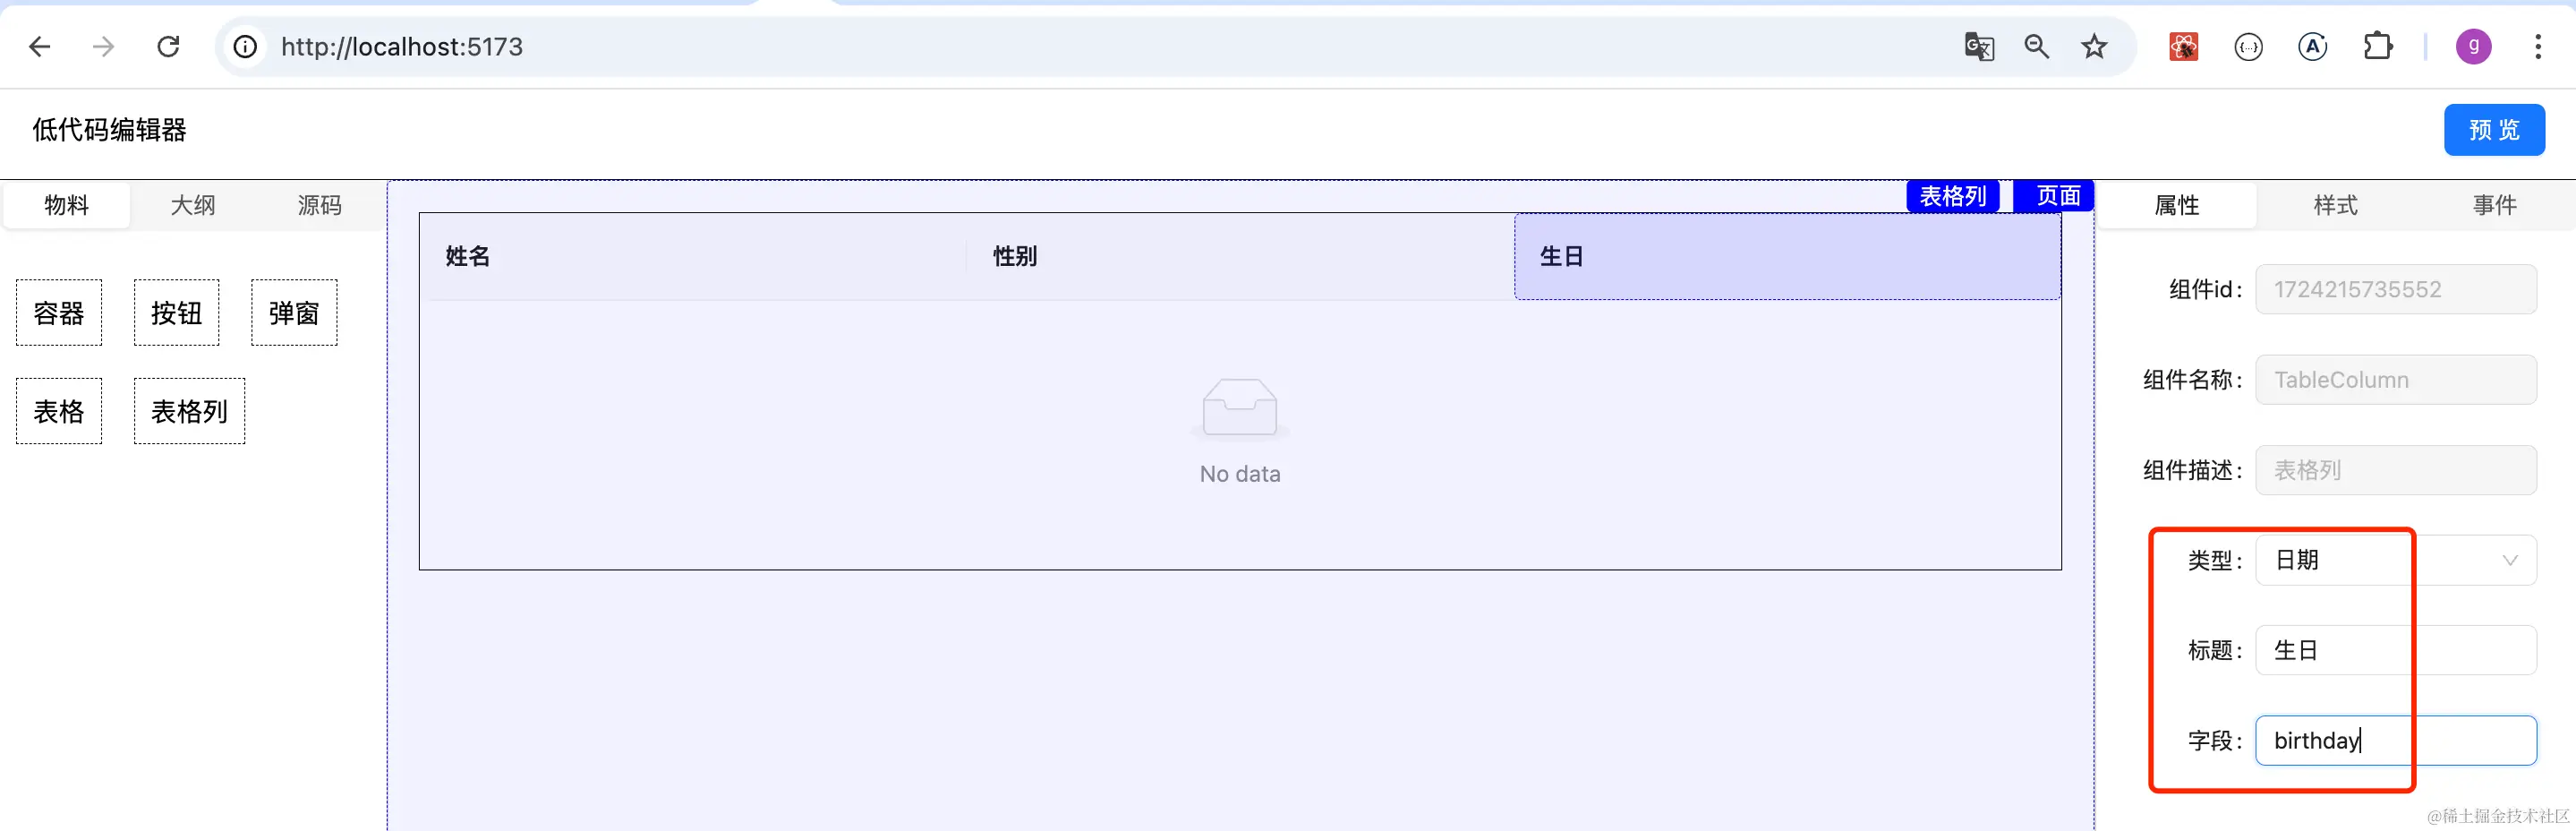 http://localhost:5173
g
低代码编辑器
预 览
物料 大纲 源码
表格列 页面
属性 样式 事件
姓名 性别 生日
组件id: 1724215735552
容器 按钮 弹窗
组件名称: TableColumn
表格 表格列
No data
组件描述: 表格列
类型: 日期
标题: 生日
字段: birthday
@稀土掘金技术社区